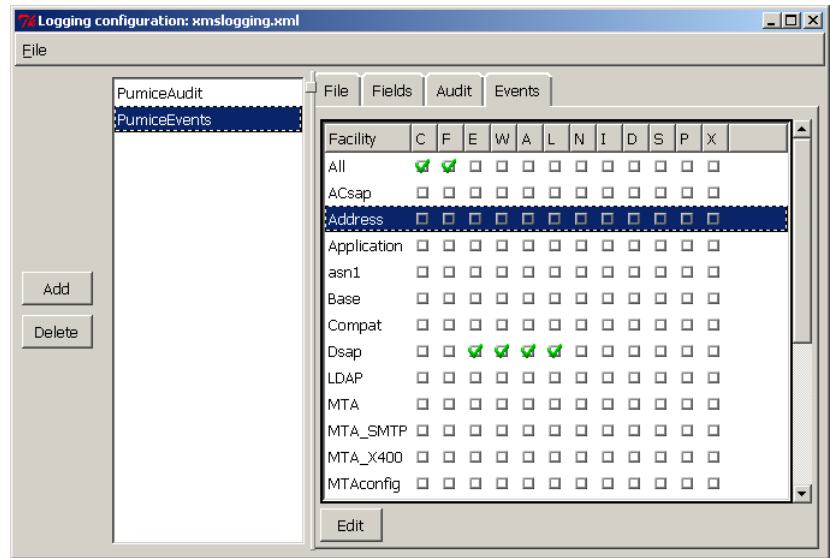 Logging configuration: xmslogging.xml
File
PumiceAudit
PumiceEvents
Add
Delete
File Fields Audit Events
Facility C F E W A L N I D S P X
All
ACsap
Address
Application
asn1
Base
Compat
Dsap
LDAP
MTA
MTA_SMTP
MTA_X400
MTAconfig
Edit